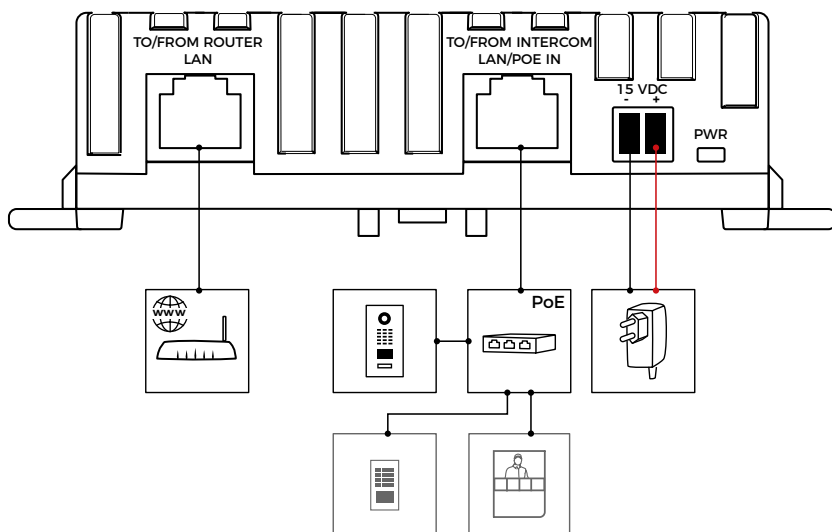 TO/FROM ROUTER
LAN
TO/FROM INTERCOM
LAN/POE IN
15 VDC
- +
PWR
www
PoE